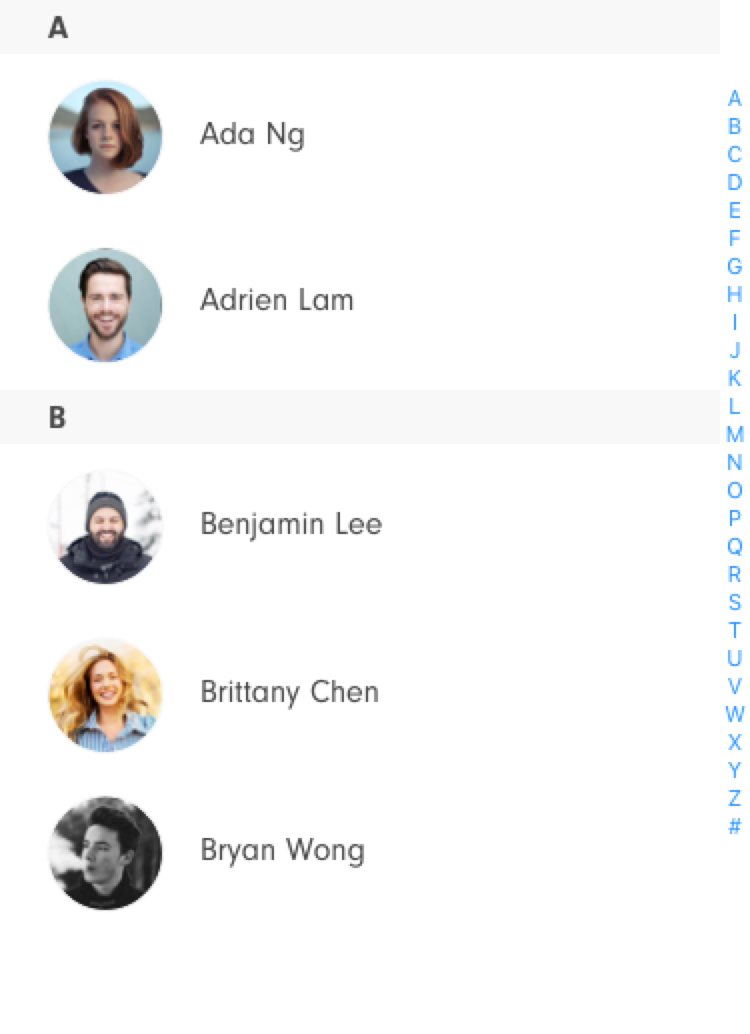 A
Ada Ng
Adrien Lam
B
Benjamin Lee
Brittany Chen
Bryan Wong
A
B
C
D
E
F
G
H
I
J
K
L
M
N
O
P
Q
R
S
T
U
V
W
X
Y
Z
#